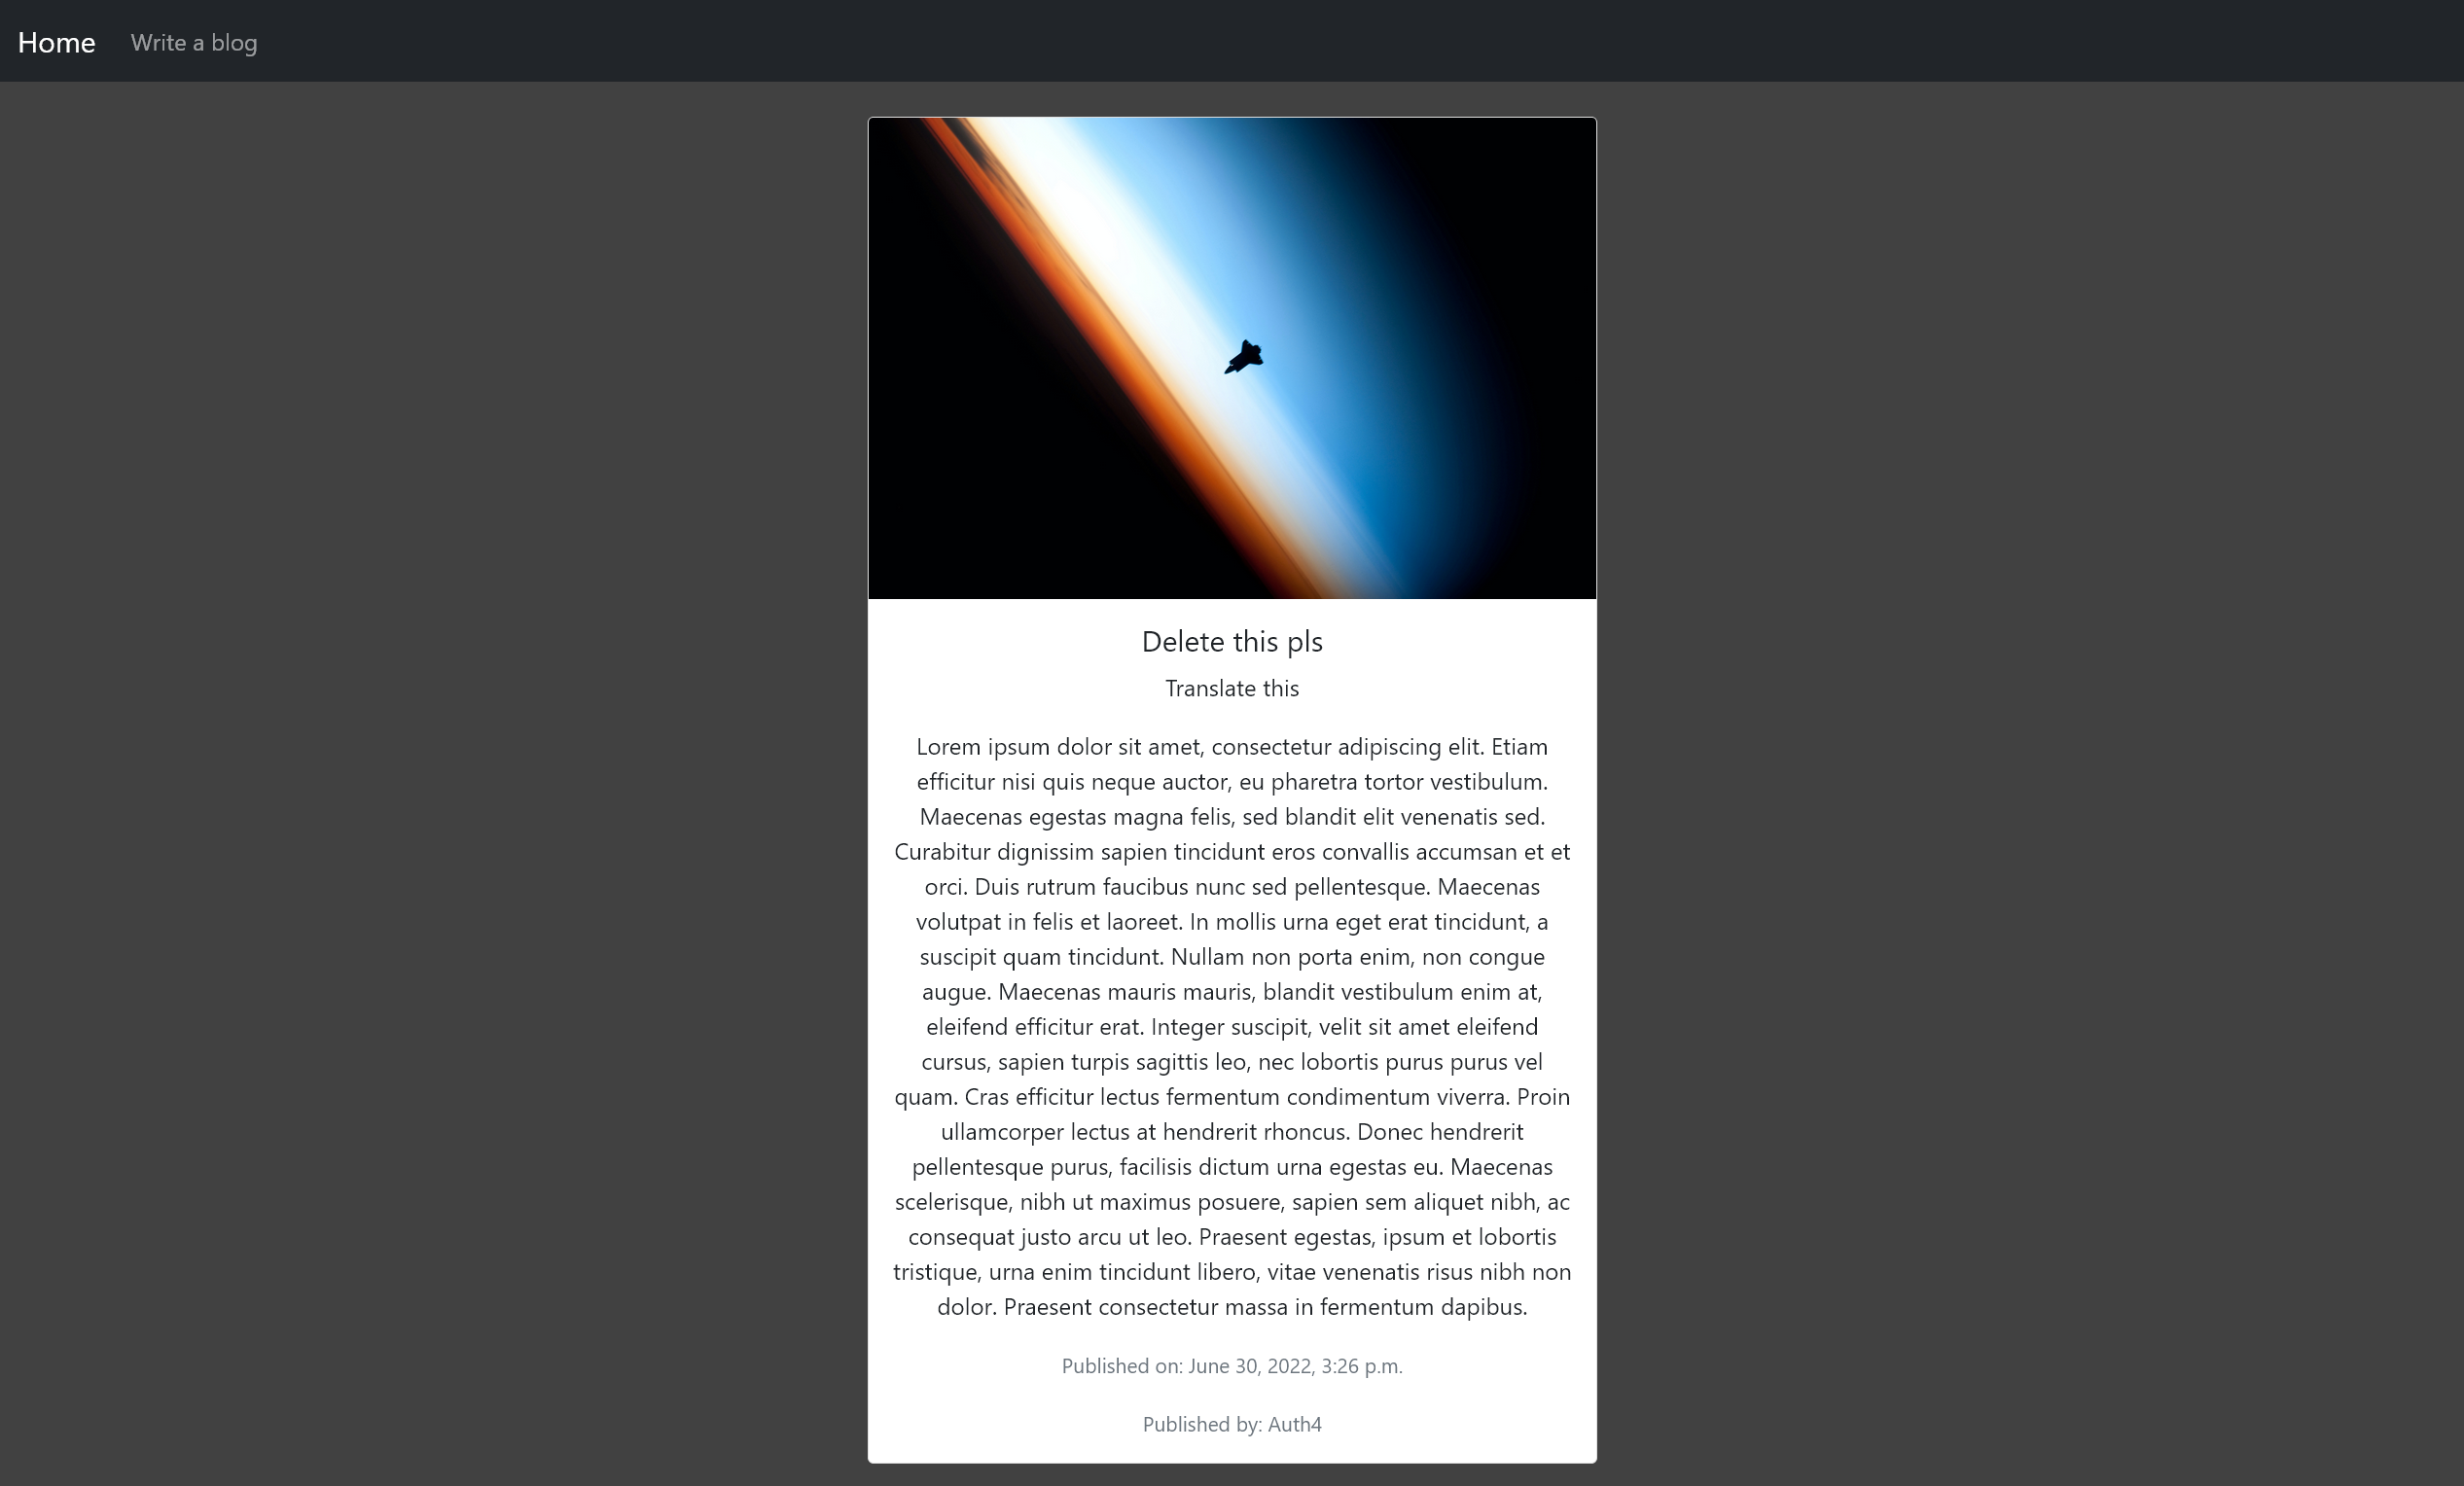 Home Write a blog
Delete this pls
Translate this
Lorem ipsum dolor sit amet, consectetur adipiscing elit. Etiam
efficitur nisi quis neque auctor, eu pharetra tortor vestibulum.
Maecenas egestas magna felis, sed blandit elit venenatis sed.
Curabitur dignissim sapien tincidunt eros convallis accumsan et et
orci. Duis rutrum faucibus nunc sed pellentesque. Maecenas
volutpat in felis et laoreet. In mollis urna eget erat tincidunt, a
suscipit quam tincidunt. Nullam non porta enim, non congue
augue. Maecenas mauris mauris, blandit vestibulum enim at,
eleifend efficitur erat. Integer suscipit, velit sit amet eleifend
cursus, sapien turpis sagittis leo, nec lobortis purus purus vel
quam. Cras efficitur lectus fermentum condimentum viverra. Proin
ullamcorper lectus at hendrerit rhoncus. Donec hendrerit
pellentesque purus, facilisis dictum urna egestas eu. Maecenas
scelerisque, nibh ut maximus posuere, sapien sem aliquet nibh, ac
consequat justo arcu ut leo. Praesent egestas, ipsum et lobortis
tristique, urna enim tincidunt libero, vitae venenatis risus nibh non
dolor. Praesent consectetur massa in fermentum dapibus.
Published on: June 30, 2022, 3:26 p.m.
Published by: Auth4